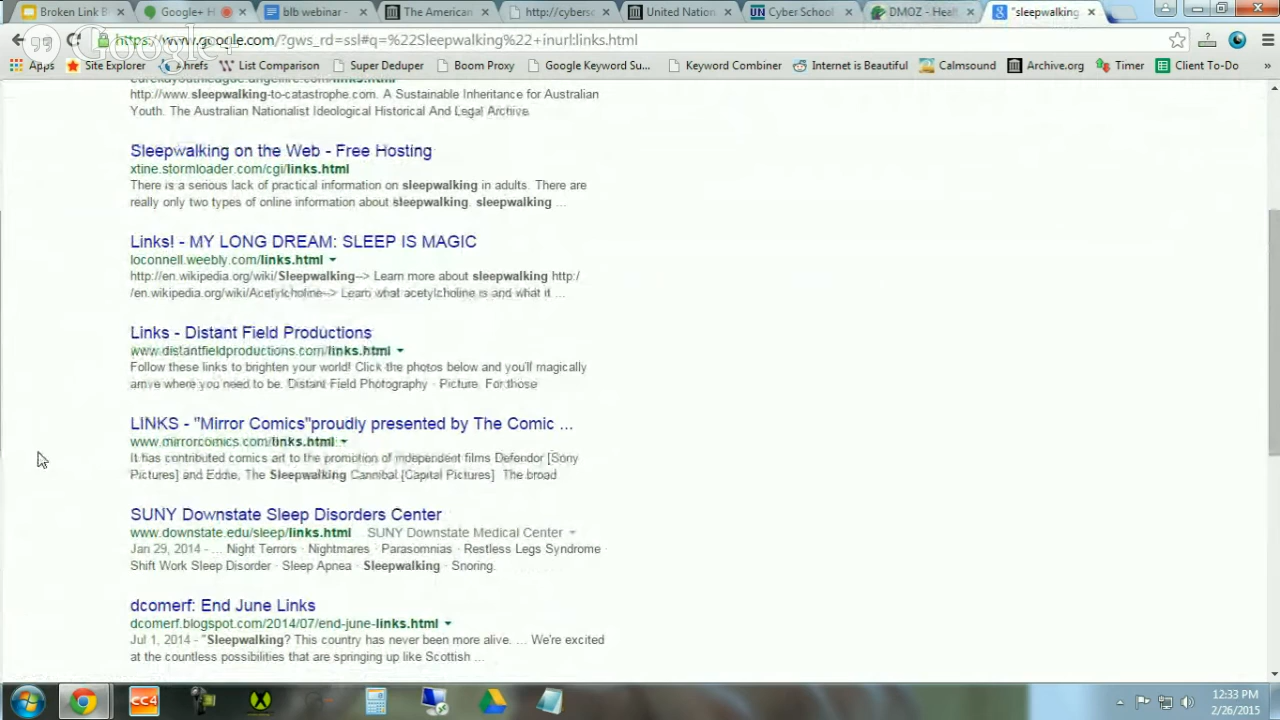 Broken Link B
Google+ H
blb webinar -
The American
http://cybersc
United Nation
Cyber School
DMOZ - Heal
"sleepwalking
https://www.google.com/?gws_rd=ssl#q=%22Sleepwalking%22+inurl:links.html
Google+
Apps
Site Explorer
Ahrefs
List Comparison
Super Deduper
Boom Proxy
Google Keyword Su...
Keyword Combiner
Internet is Beautiful
Calmsound
Archive.org
Timer
Client To-Do
»
eurekayouthleague.angelfire.com/links.html
http://www.sleepwalking-to-catastrophe.com. A Sustainable Inheritance for Australian
Youth. The Australian Nationalist Ideological Historical And Legal Archive.
Sleepwalking on the Web - Free Hosting
xtine.stormloader.com/cgi/links.html
There is a serious lack of practical information on sleepwalking in adults. There are
really only two types of online information about sleepwalking. sleepwalking ...
Links! - MY LONG DREAM: SLEEP IS MAGIC
loconnell.weebly.com/links.html
http://en.wikipedia.org/wiki/Sleepwalking--> Learn more about sleepwalking http:/
/en.wikipedia.org/wiki/Acetylcholine--> Learn what acetylcholine is and what it ...
Links - Distant Field Productions
www.distantfieldproductions.com/links.html
Follow these links to brighten your world! Click the photos below and you'll magically
arrive where you need to be. Distant Field Photography · Picture. For those
LINKS - "Mirror Comics"proudly presented by The Comic ...
www.mirrorcomics.com/links.html
It has contributed comics art to the promotion of independent films Defendor [Sony
Pictures] and Eddie, The Sleepwalking Cannibal [Capital Pictures]. The broad
SUNY Downstate Sleep Disorders Center
www.downstate.edu/sleep/links.html SUNY Downstate Medical Center
Jan 29, 2014 - ... Night Terrors · Nightmares · Parasomnias · Restless Legs Syndrome
Shift Work Sleep Disorder · Sleep Apnea · Sleepwalking · Snoring.
dcomerf: End June Links
dcomerf.blogspot.com/2014/07/end-june-links.html
Jul 1, 2014 - "Sleepwalking? This country has never been more alive. ... We're excited
at the countless possibilities that are springing up like Scottish ...
CC4
12:33 PM
2/26/2015